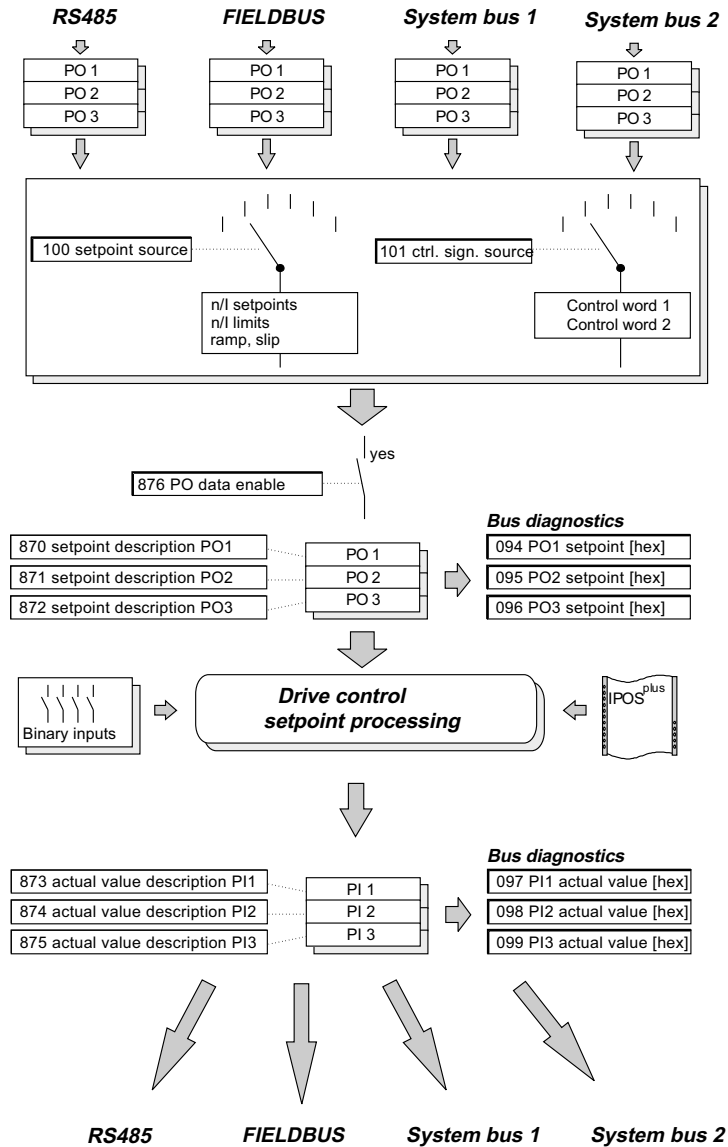 RS485 FIELDBUS System bus 1 System bus 2
PO 1 PO 1 PO 1 PO 1
PO 2 PO 2 PO 2 PO 2
PO 3 PO 3 PO 3 PO 3
100 setpoint source 101 ctrl. sign. source
n/I setpoints
n/I limits
ramp, slip
Control word 1
Control word 2
yes
876 PO data enable
Bus diagnostics
870 setpoint description PO1 PO 1 094 PO1 setpoint [hex]
871 setpoint description PO2 PO 2 095 PO2 setpoint [hex]
872 setpoint description PO3 PO 3 096 PO3 setpoint [hex]
Binary inputs
Drive control
setpoint processing
IPOSplus
Bus diagnostics
873 actual value description PI1 PI 1 097 PI1 actual value [hex]
874 actual value description PI2 PI 2 098 PI2 actual value [hex]
875 actual value description PI3 PI 3 099 PI3 actual value [hex]
RS485 FIELDBUS System bus 1 System bus 2